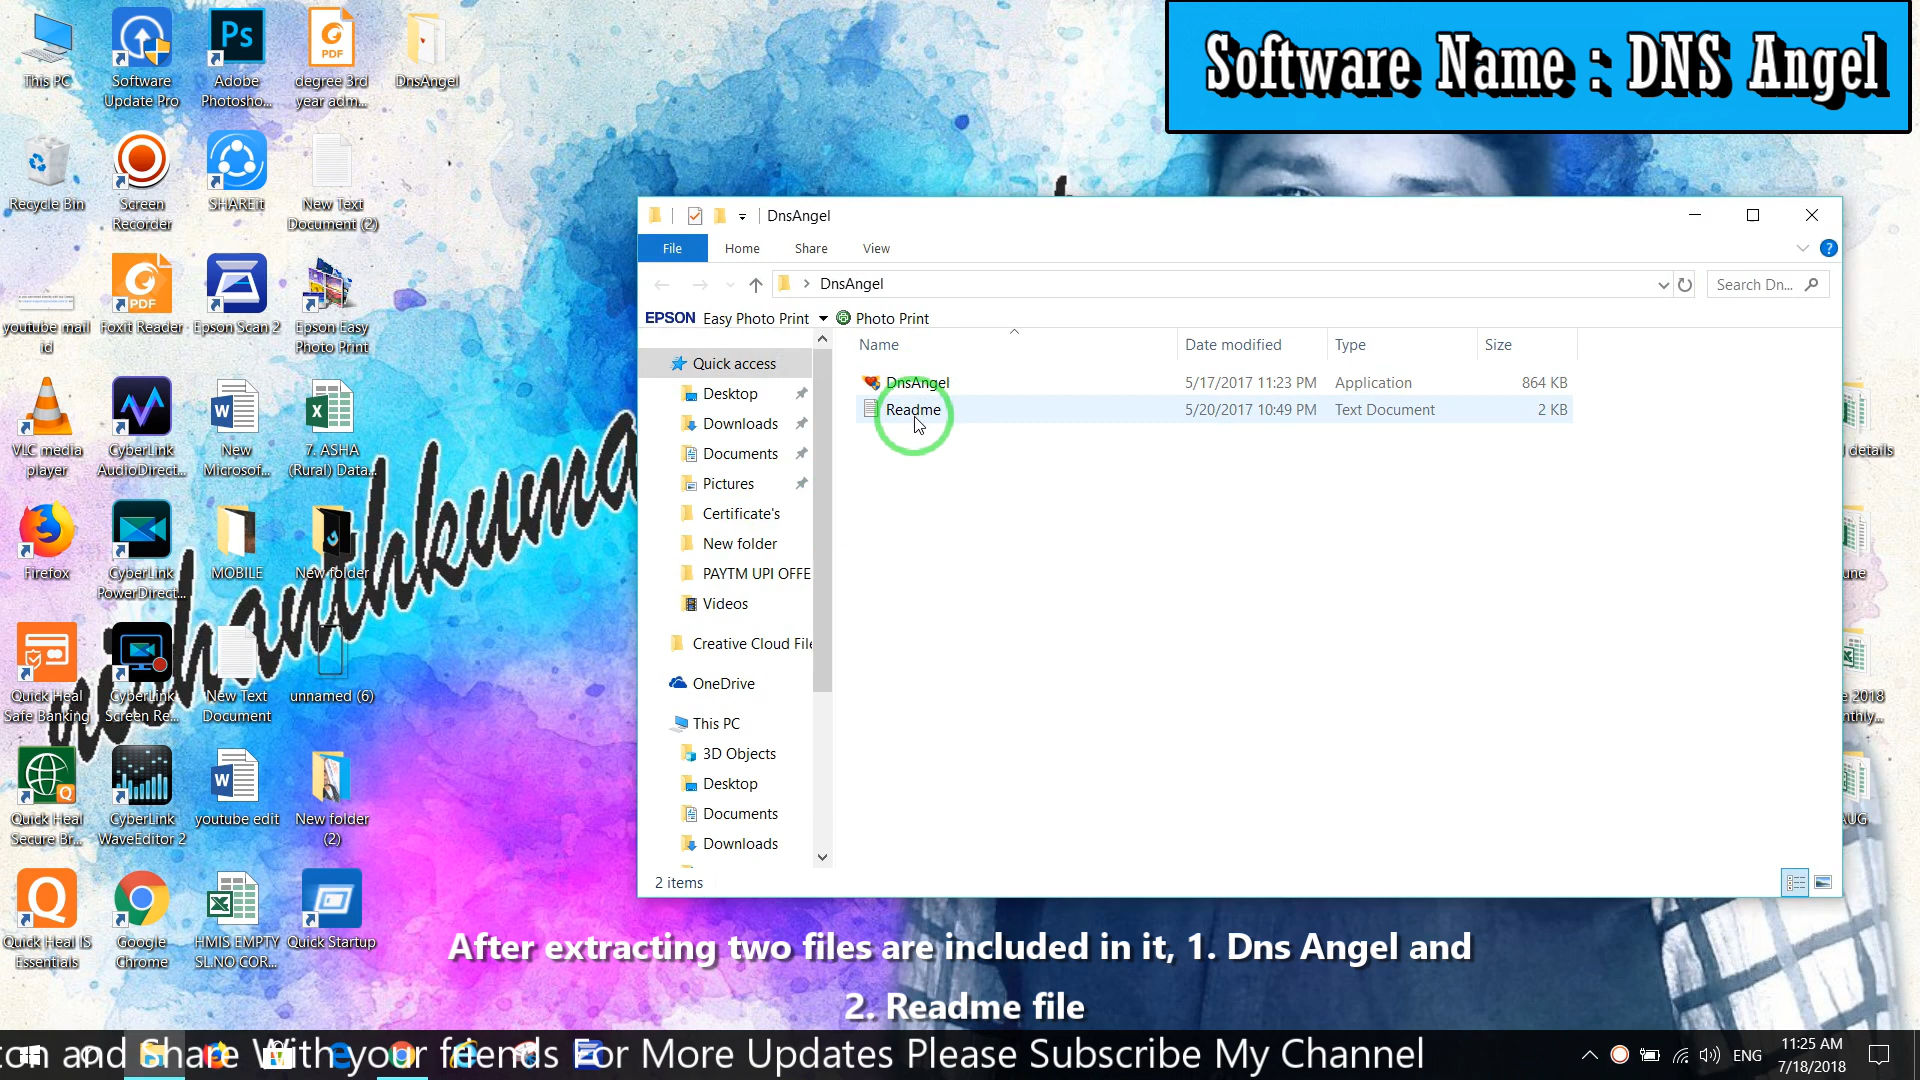 Software Name : DNS Angel
This PC
Software
Update Pro
Ps
Adobe
Photosho...
PDF
degree 3rd
year adm...
DnsAngel
Recycle Bin
Screen
Recorder
SHAREit
New Text
Document (2)
youtube mail
id
PDF
Foxit Reader
Epson Scan 2
Epson Easy
Photo Print
VLC media
player
CyberLink
AudioDirect...
New
Microsof...
7. ASHA
(Rural) Data...
Firefox
CyberLink
PowerDirect...
MOBILE
New folder
Quick Heal
Safe Banking
CyberLink
Screen Re...
New Text
Document
unnamed (6)
Quick Heal
Secure Br...
CyberLink
WaveEditor 2
youtube edit
New folder
(2)
Quick Heal IS
Essentials
Google
Chrome
HMIS EMPTY
SL.NO COR...
Quick Startup
DnsAngel
File Home Share View
DnsAngel
Search Dn...
EPSON Easy Photo Print Photo Print
Name Date modified Type Size
DnsAngel 5/17/2017 11:23 PM Application 864 KB
Readme 5/20/2017 10:49 PM Text Document 2 KB
Quick access
Desktop
Downloads
Documents
Pictures
Certificate's
New folder
PAYTM UPI OFFE
Videos
Creative Cloud File
OneDrive
This PC
3D Objects
Desktop
Documents
Downloads
2 items
details
2018
AUG
After extracting two files are included in it, 1. Dns Angel and
2. Readme file
and Share With your friends For More Updates Please Subscribe My Channel
ENG
11:25 AM
7/18/2018